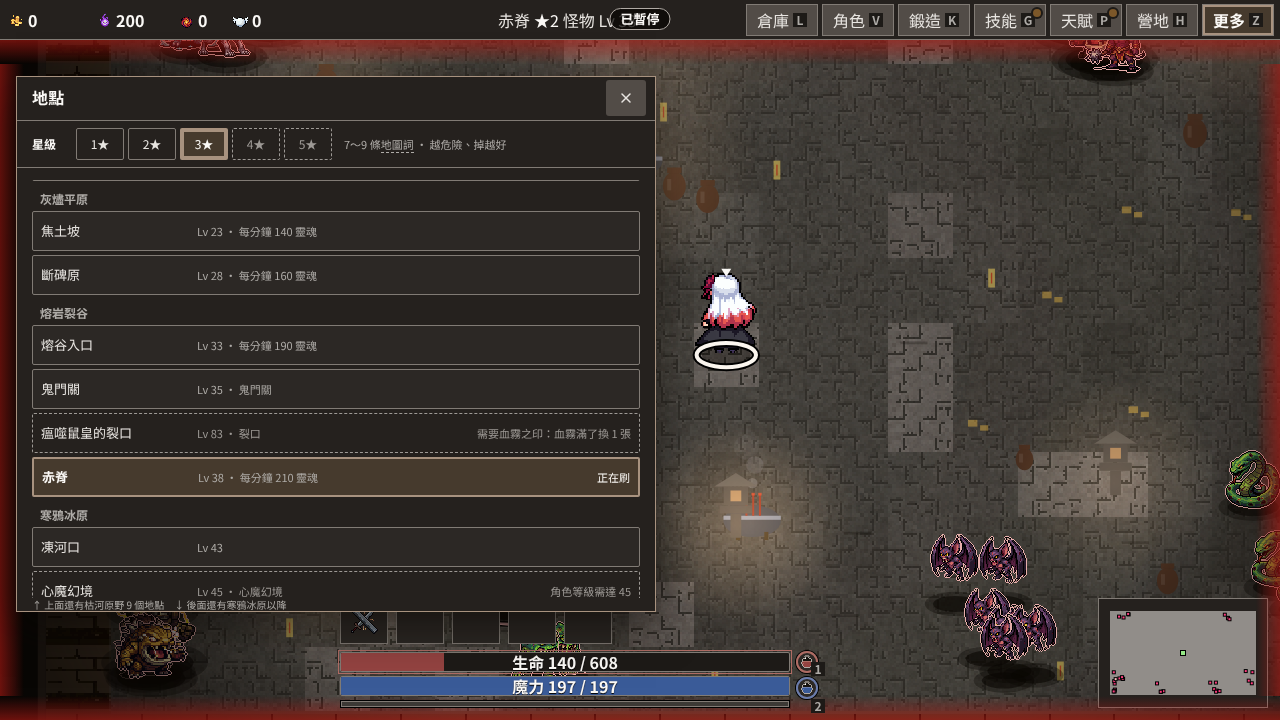 0 200 0 0
赤脊 ★2 怪物 Lv
已暫停
倉庫 L 角色 V 鍛造 K 技能 G 天賦 P 營地 H 更多 Z
地點 ✕
星級 1★ 2★ 3★ 4★ 5★ 7～9 條地圖詞 · 越危險、掉越好
灰燼平原
焦土坡 Lv 23 · 每分鐘 140 靈魂
斷碑原 Lv 28 · 每分鐘 160 靈魂
熔岩裂谷
熔谷入口 Lv 33 · 每分鐘 190 靈魂
鬼門關 Lv 35 · 鬼門關
瘟噬鼠皇的裂口 Lv 83 · 裂口 需要血霧之印：血霧滿了換 1 張
赤脊 Lv 38 · 每分鐘 210 靈魂 正在刷
寒鴉冰原
凍河口 Lv 43
心魔幻境 Lv 45 · 心魔幻境 角色等級需達 45
↑ 上面還有枯河原野 9 個地點 ↓ 後面還有寒鴉冰原以降
生命 140 / 608 1
魔力 197 / 197 2